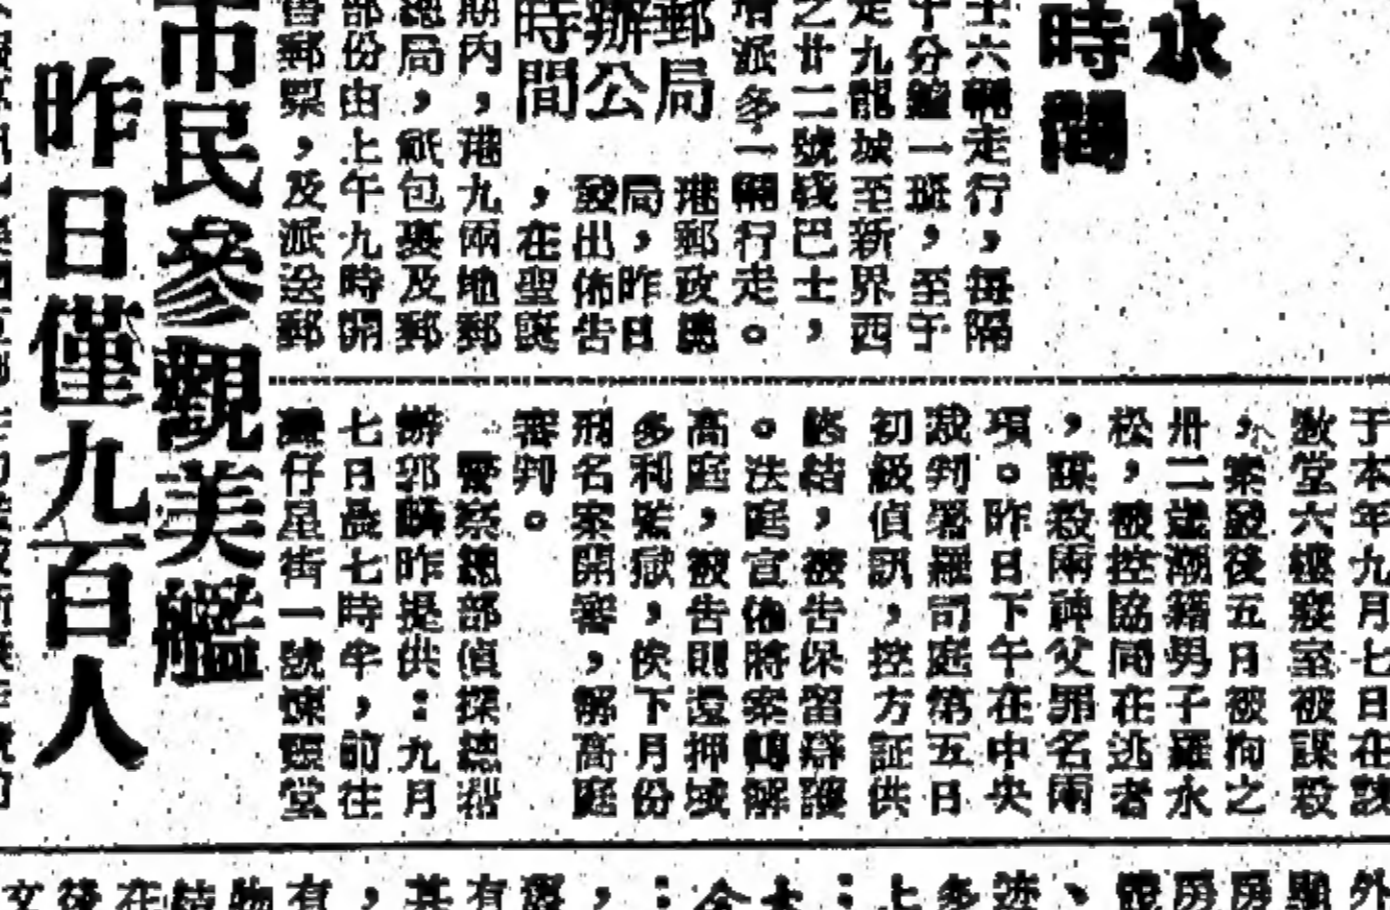 水
時間
士六輛走行，每隔
十分鐘一班，至于
走九龍城至新界西
之廿二號綫巴士，
增派多一輛行走。
郵局
辦公
時間
港郵政總
局，昨日
發出佈告
，在聖誕
期內，港九兩地郵
總局，紙包裹及郵
部份由上午九時開
售郵票，及派送郵
市民參觀美艦
昨日僅九百人
于本年九月七日在該
教堂六樓寢室被謀殺
，案發後五日被拘之
卅二歲潮籍男子羅永
松，被控協同在逃者
，謀殺兩神父罪名兩
項。昨日下午在中央
裁判署羅司庭第五日
初級偵訊，控方証供
終結，被告保留辯護
。法庭官佈將案轉解
高庭，被告則還押域
多利監獄，俟下月份
刑名案開審，解高庭
審判。
警察總部偵探總幫
辦郭麟昨提供：九月
七日晨七時半，前往
灣仔星街一號煉靈堂